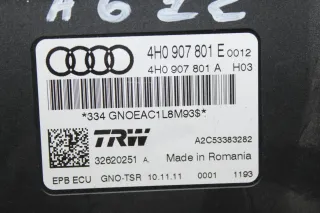 A6 2C
4H0 907 801 E 0012
4H0 907 801 A H03
*334 GNOEAC1L8M93$*
TRW
A2C53383282
32620251 A.
Made in Romania
EPB ECU GNO-TSR 10.11.11 0001 1193